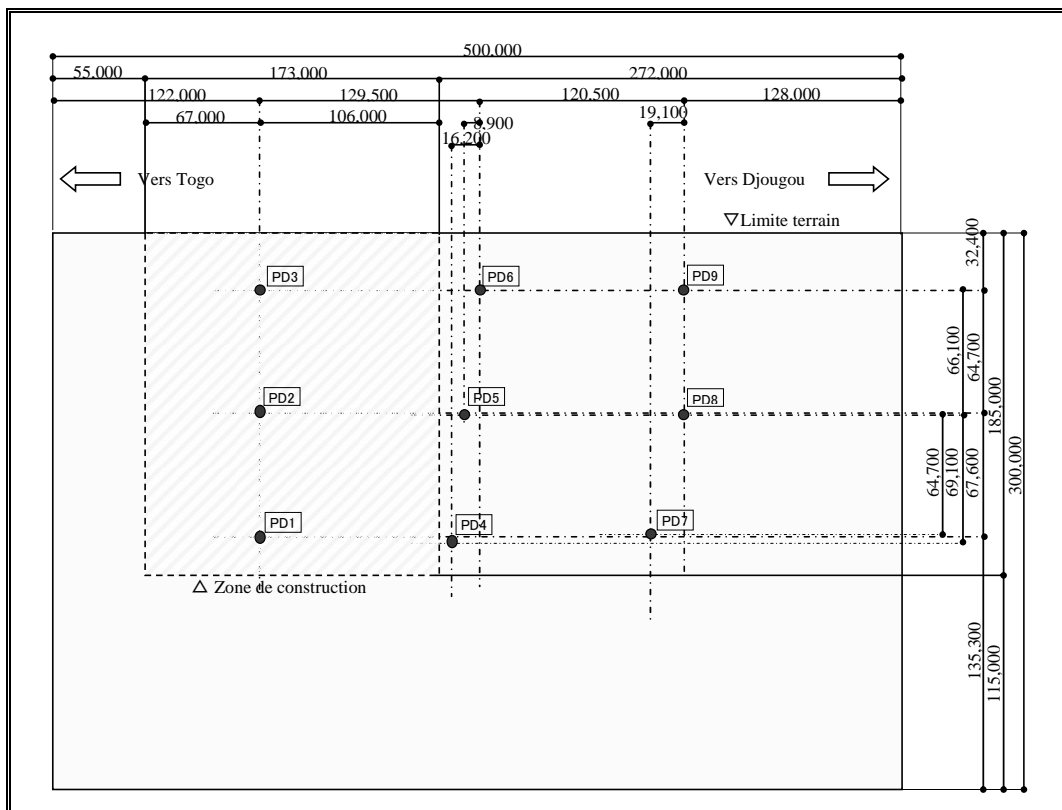 500,000
55,000 173,000 272,000
122,000 129,500 120,500 128,000
67,000 106,000 8,900 19,100
16,200
Vers Togo Vers Djougou
Limite terrain
32,400
PD3 PD6 PD9
66,100 64,700
PD2 PD5 PD8
185,000
300,000
64,700 69,100 67,600
PD1 PD4 PD7
Zone de construction
135,300
115,000